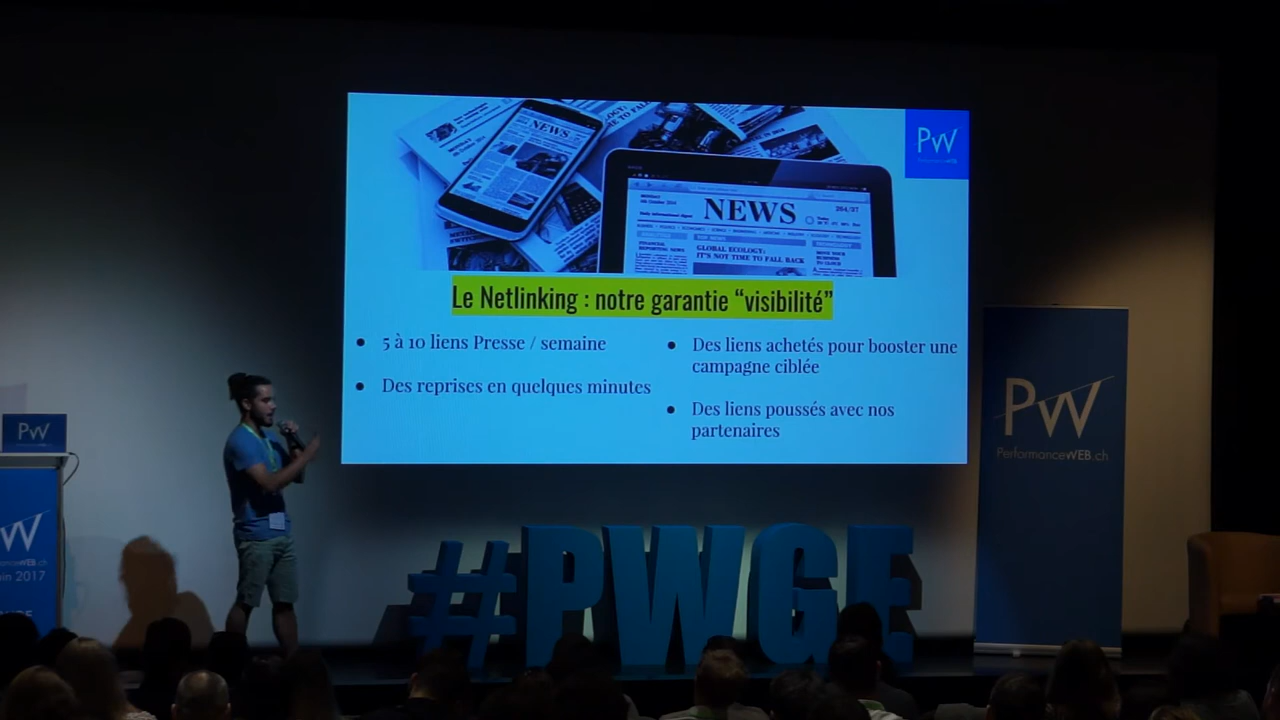 NEWS
PW
NEWS
264/27
GLOBAL ECOLOGY:
IT'S NOT TIME TO FALL BACK
Le Netlinking : notre garantie “visibilité”
● 5 à 10 liens Presse / semaine
● Des reprises en quelques minutes
● Des liens achetés pour booster une
campagne ciblée
● Des liens poussés avec nos
partenaires
PW
PW
PerformanceWEB.ch
2017
#PWGE